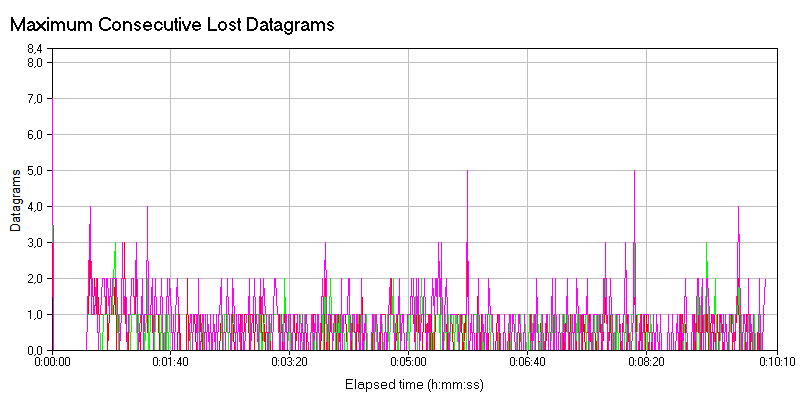 Maximum Consecutive Lost Datagrams
8,4
8,0
7,0
6,0
5,0
4,0
3,0
2,0
1,0
0,0
Datagrams
0:00:00 0:01:40 0:03:20 0:05:00 0:06:40 0:08:20 0:10:10
Elapsed time (h:mm:ss)